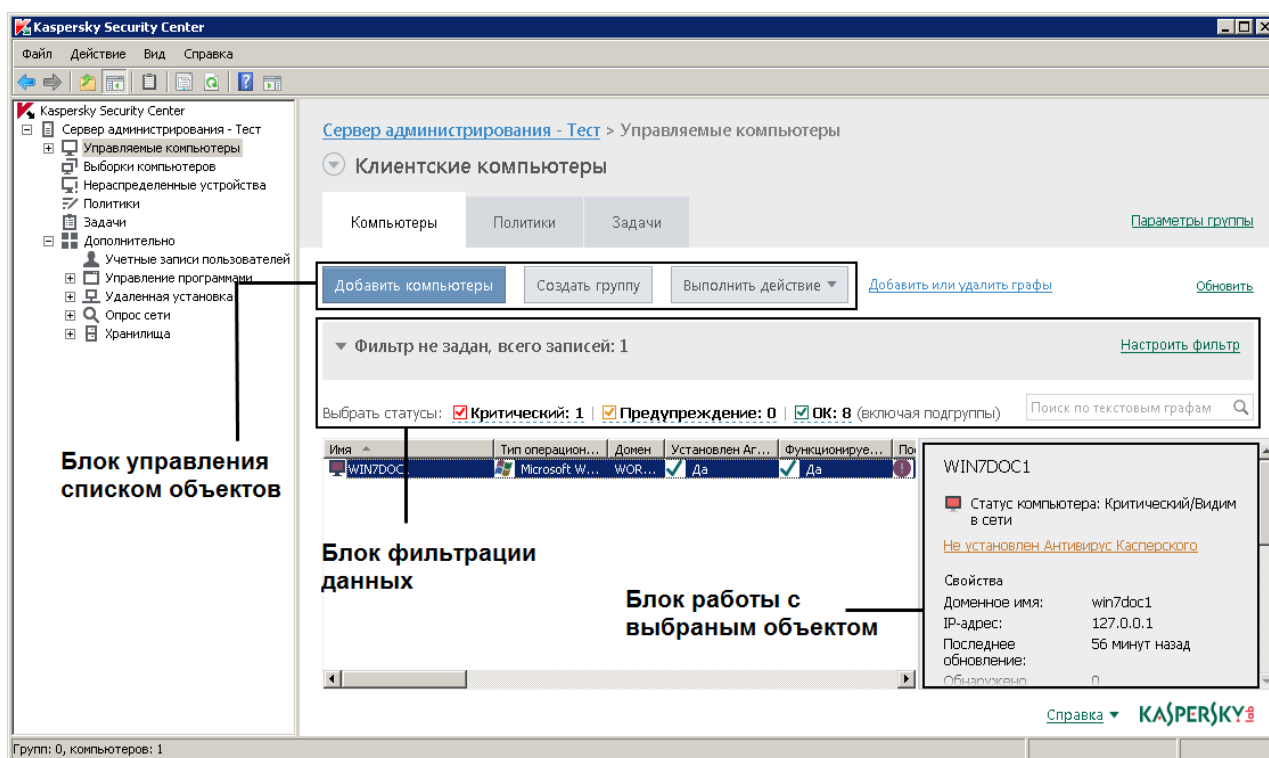 Kaspersky Security Center
Файл Действие Вид Справка
Kaspersky Security Center
Сервер администрирования - Тест
Управляемые компьютеры
Выборки компьютеров
Нераспределенные устройства
Политики
Задачи
Дополнительно
Учетные записи пользователей
Управление программами
Удаленная установка
Опрос сети
Хранилища
Сервер администрирования - Тест > Управляемые компьютеры
Клиентские компьютеры
Компьютеры Политики Задачи
Параметры группы
Добавить компьютеры Создать группу Выполнить действие Добавить или удалить графы Обновить
Фильтр не задан, всего записей: 1 Настроить фильтр
Выбрать статусы: Критический: 1 | Предупреждение: 0 | ОК: 8 (включая подгруппы) Поиск по текстовым графам
Имя Тип операцион... Домен Установлен Аг... Функционируе... По
WIN7DOC1 Microsoft W... WOR... Да Да
WIN7DOC1
Статус компьютера: Критический/Видим
в сети
Не установлен Антивирус Касперского
Свойства
Доменное имя: win7doc1
IP-адрес: 127.0.0.1
Последнее 56 минут назад
обновление:
Обнаружено 0
Блок управления
списком объектов
Блок фильтрации
данных
Блок работы с
выбраным объектом
Справка KASPERSKY lab
Групп: 0, компьютеров: 1